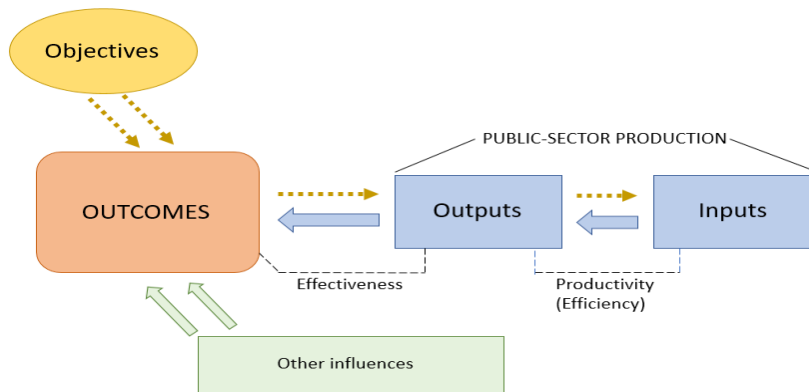 Objectives
PUBLIC-SECTOR PRODUCTION
OUTCOMES
Outputs
Inputs
Effectiveness
Productivity
(Efficiency)
Other influences